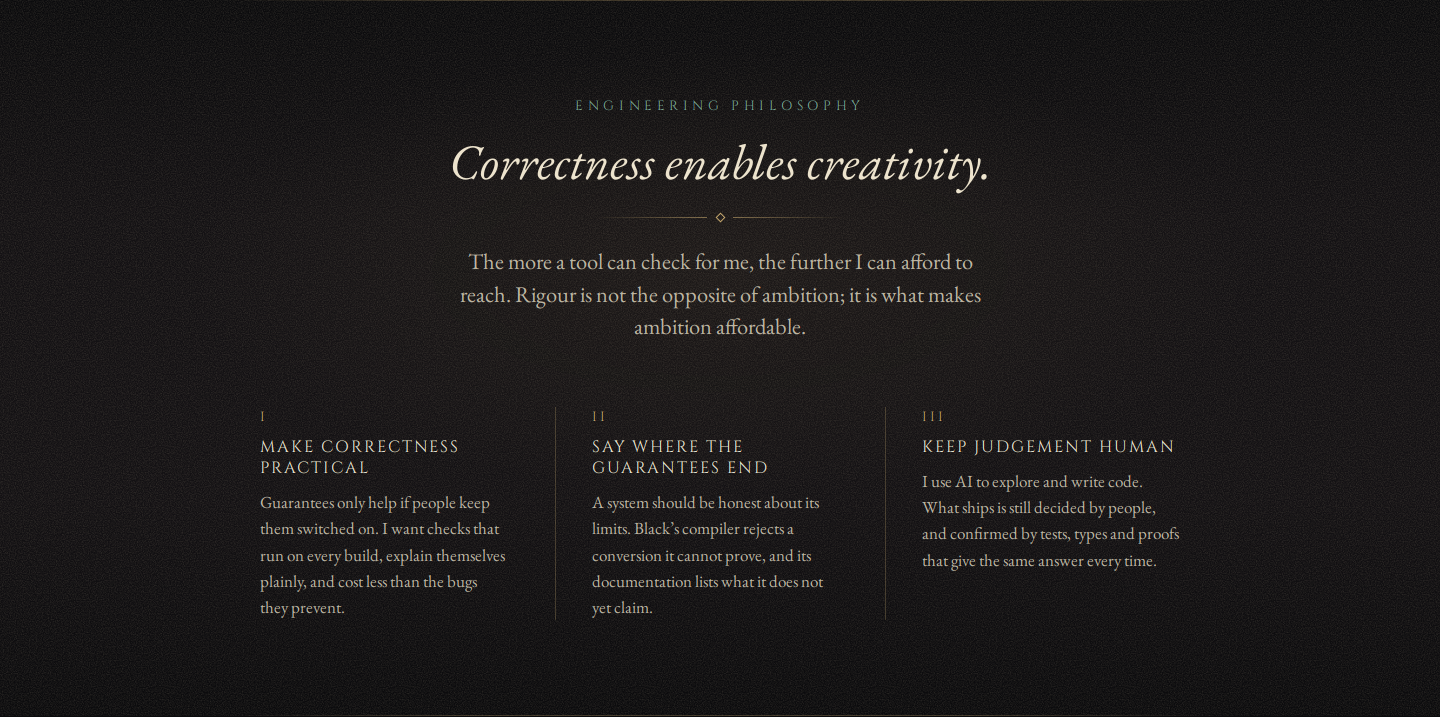 ENGINEERING PHILOSOPHY
Correctness enables creativity.
The more a tool can check for me, the further I can afford to
reach. Rigour is not the opposite of ambition; it is what makes
ambition affordable.
I
MAKE CORRECTNESS
PRACTICAL
Guarantees only help if people keep
them switched on. I want checks that
run on every build, explain themselves
plainly, and cost less than the bugs
they prevent.
II
SAY WHERE THE
GUARANTEES END
A system should be honest about its
limits. Black’s compiler rejects a
conversion it cannot prove, and its
documentation lists what it does not
yet claim.
III
KEEP JUDGEMENT HUMAN
I use AI to explore and write code.
What ships is still decided by people,
and confirmed by tests, types and proofs
that give the same answer every time.